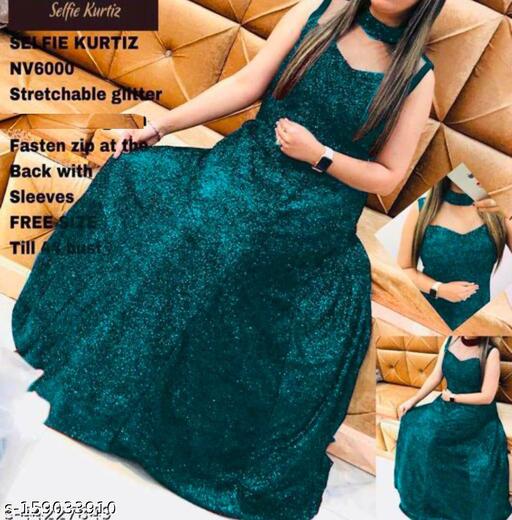 Selfie Kurtiz
SELFIE KURTIZ
NV6000
Stretchable glitter
Fasten zip at the
Back with
Sleeves
FREE SIZE
Till 44 bust
s-159033910